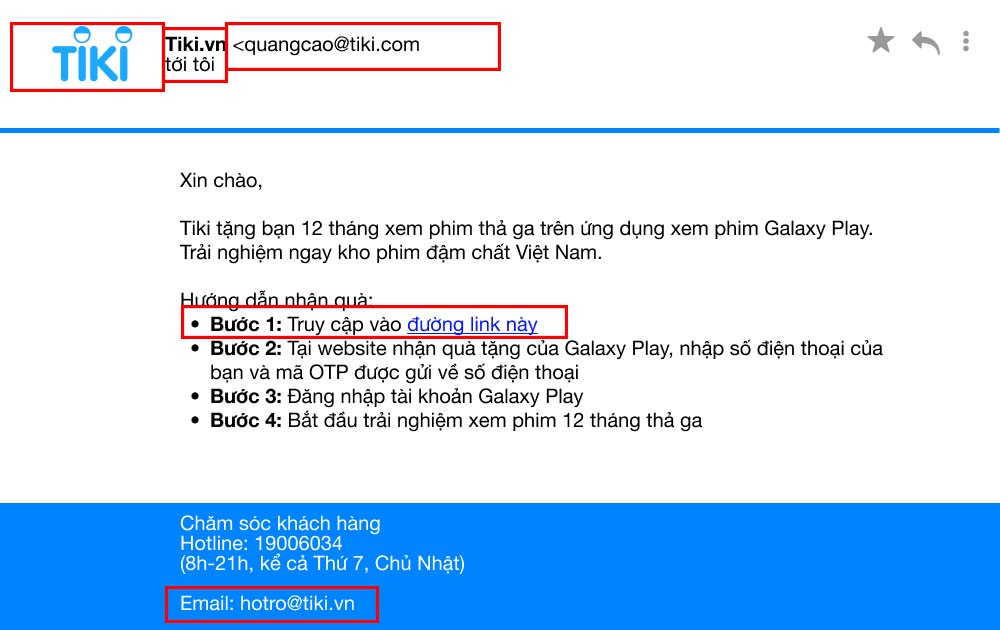 TIKI
Tiki.vn <quangcao@tiki.com
tới tôi
Xin chào,
Tiki tặng bạn 12 tháng xem phim thả ga trên ứng dụng xem phim Galaxy Play.
Trải nghiệm ngay kho phim đậm chất Việt Nam.
Hướng dẫn nhận quà:
• Bước 1: Truy cập vào đường link này
• Bước 2: Tại website nhận quà tặng của Galaxy Play, nhập số điện thoại của
bạn và mã OTP được gửi về số điện thoại
• Bước 3: Đăng nhập tài khoản Galaxy Play
• Bước 4: Bắt đầu trải nghiệm xem phim 12 tháng thả ga
Chăm sóc khách hàng
Hotline: 19006034
(8h-21h, kể cả Thứ 7, Chủ Nhật)
Email: hotro@tiki.vn